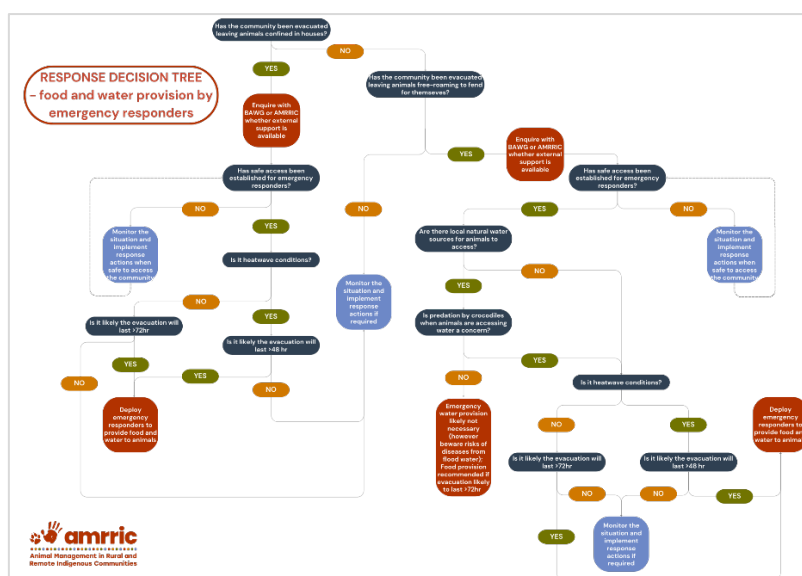 Has the community been evacuated
leaving animals confined in houses?
NO
YES
RESPONSE DECISION TREE
– food and water provision by
emergency responders
Has the community been evacuated
leaving animals free-roaming to fend
for themseves?
Enquire with
BAWG or AMRRIC
whether external
support is
available
YES
YES
Enquire with
BAWG or AMRRIC
whether external
support is
available
Has safe access been
established for emergency
responders?
Has safe access been
established for emergency
responders?
NO
YES
NO
YES
NO
Monitor the
situation and
implement
response
actions when
safe to access
the community
Is it heatwave conditions?
Are there local natural water
sources for animals to
access?
Monitor the
situation and
implement
response
actions when
safe to access
the community
NO
YES
Monitor the
situation and
implement
response
actions if
required
YES
NO
Is it likely the evacuation will
last >72hr
Is it likely the evacuation will
last >48 hr
Is predation by crocodiles
when animals are accessing
water a concern?
YES
YES
NO
NO
NO
YES
Is it heatwave conditions?
Deploy
emergency
responders to
provide food and
water to animals
Emergency
water provision
likely not
necessary
(however
beware risks of
diseases from
flood water);
Food provision
recommended if
evacuation likely
to last >72hr
NO
YES
Deploy
emergency
responders to
provide food and
water to animals
Is it likely the evacuation will
last >72hr
Is it likely the evacuation will
last >48 hr
NO
NO
YES
YES
Monitor the
situation and
implement
response
actions if
required
YES
amrric
Animal Management in Rural and
Remote Indigenous Communities